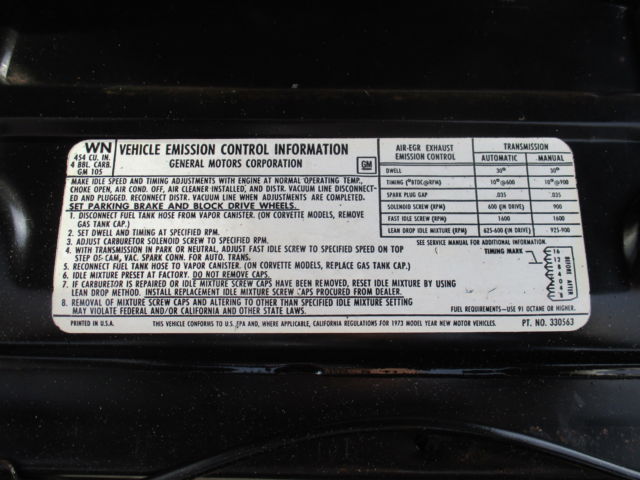 WN
454 CU. IN.
4 BBL. CARB.
GM 105
VEHICLE EMISSION CONTROL INFORMATION
GENERAL MOTORS CORPORATION
GM
MAKE IDLE SPEED AND TIMING ADJUSTMENTS WITH ENGINE AT NORMAL OPERATING TEMP.,
CHOKE OPEN, AIR COND. OFF, AIR CLEANER INSTALLED, AND DISTR. VACUUM LINE DISCONNECT-
ED AND PLUGGED. RECONNECT VACUUM LINE WHEN ADJUSTMENTS ARE COMPLETED.
SET PARKING BRAKE AND BLOCK DRIVE WHEELS.
1. DISCONNECT FUEL TANK HOSE FROM VAPOR CANISTER. (ON CORVETTE MODELS, REMOVE
GAS TANK CAP.)
2. SET DWELL AND TIMING AT SPECIFIED RPM.
3. ADJUST CARBURETOR SOLENOID SCREW TO SPECIFIED RPM.
4. WITH TRANSMISSION IN PARK OR NEUTRAL, ADJUST FAST IDLE SCREW TO SPECIFIED SPEED ON TOP
STEP OF CAM, VAC. SPARK CONN. FOR AUTO. TRANS.
5. RECONNECT FUEL TANK HOSE TO VAPOR CANISTER. (ON CORVETTE MODELS, REPLACE GAS TANK CAP.)
6. IDLE MIXTURE PRESET AT FACTORY. DO NOT REMOVE CAPS.
7. IF CARBURETOR IS REPAIRED OR IDLE MIXTURE SCREW CAPS HAVE BEEN REMOVED, RESET IDLE MIXTURE BY USING
LEAN DROP METHOD. INSTALL REPLACEMENT IDLE MIXTURE SCREW CAPS PROCURED FROM A DEALER.
8. REMOVAL OF MIXTURE SCREW CAPS AND ALTERING TO OTHER THAN SPECIFIED IDLE MIXTURE SETTING
MAY VIOLATE FEDERAL AND/OR CALIFORNIA AND OTHER STATE LAWS.
AIR-EGR EXHAUST
EMISSION CONTROL
TRANSMISSION
AUTOMATIC MANUAL
DWELL 30° 30°
TIMING (°BTDC@RPM) 10°@600 10°@900
SPARK PLUG GAP .035 .035
SOLENOID SCREW (RPM) 600 (IN DRIVE) 900
FAST IDLE SCREW (RPM) 1600 1600
LEAN DROP IDLE MIXTURE (RPM) 625-600 (IN DRIVE) 925-900
SEE SERVICE MANUAL FOR ADDITIONAL INFORMATION
TIMING MARK
16
12
8
4
0
BEFORE
AFTER
FUEL REQUIREMENTS - USE 91 OCTANE OR HIGHER.
PRINTED IN U.S.A. THIS VEHICLE CONFORMS TO U.S. EPA AND, WHERE APPLICABLE, CALIFORNIA REGULATIONS FOR 1973 MODEL YEAR NEW MOTOR VEHICLES. PT. NO. 330563